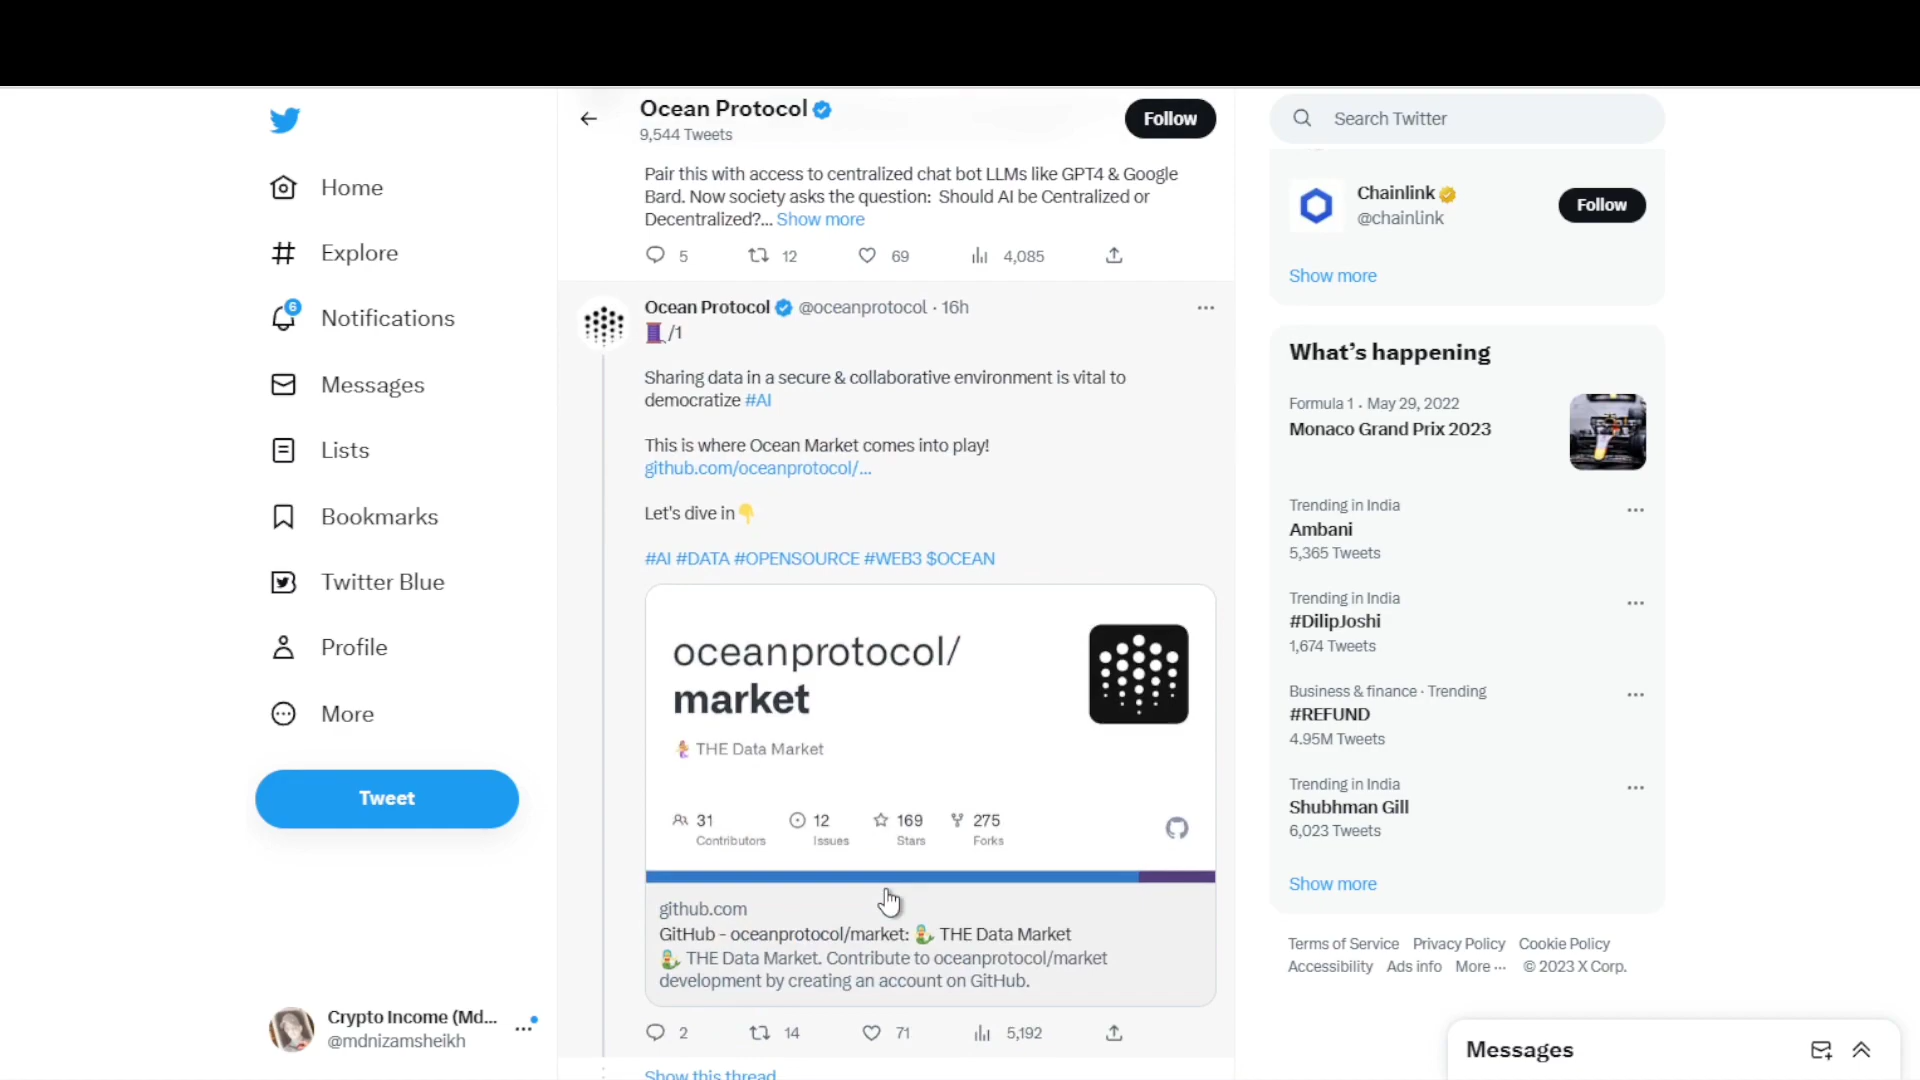 Home
Explore
6
Notifications
Messages
Lists
Bookmarks
Twitter Blue
Profile
More
Tweet
Crypto Income (Md...
@mdnizamsheikh
Ocean Protocol
9,544 Tweets
Follow
Pair this with access to centralized chat bot LLMs like GPT4 & Google
Bard. Now society asks the question: Should AI be Centralized or
Decentralized?... Show more
5 12 69 4,085
Ocean Protocol @oceanprotocol · 16h
🧵/1
Sharing data in a secure & collaborative environment is vital to
democratize #AI
This is where Ocean Market comes into play!
github.com/oceanprotocol/...
Let's dive in👇
#AI #DATA #OPENSOURCE #WEB3 $OCEAN
oceanprotocol/
market
🧜‍♀️ THE Data Market
31 12 169 275
Contributors Issues Stars Forks
github.com
GitHub - oceanprotocol/market: 🧜‍♀️ THE Data Market
🧜‍♀️ THE Data Market. Contribute to oceanprotocol/market
development by creating an account on GitHub.
2 14 71 5,192
Show this thread
Search Twitter
Chainlink
@chainlink
Follow
Show more
What's happening
Formula 1 · May 29, 2022
Monaco Grand Prix 2023
Trending in India
Ambani
5,365 Tweets
Trending in India
#DilipJoshi
1,674 Tweets
Business & finance · Trending
#REFUND
4.95M Tweets
Trending in India
Shubhman Gill
6,023 Tweets
Show more
Terms of Service Privacy Policy Cookie Policy
Accessibility Ads info More ··· © 2023 X Corp.
Messages